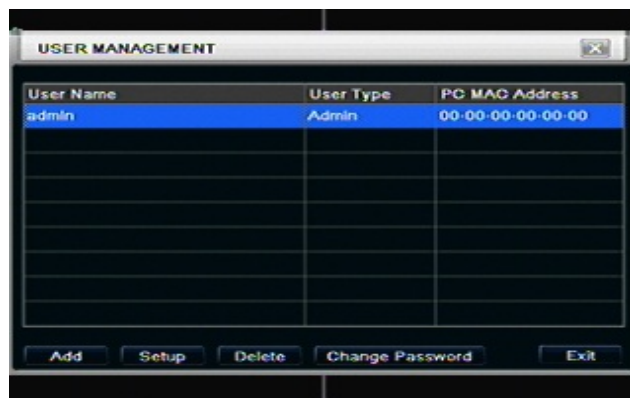 USER MANAGEMENT
User Name User Type PC MAC Address
admin Admin 00-00-00-00-00-00
Add Setup Delete Change Password Exit